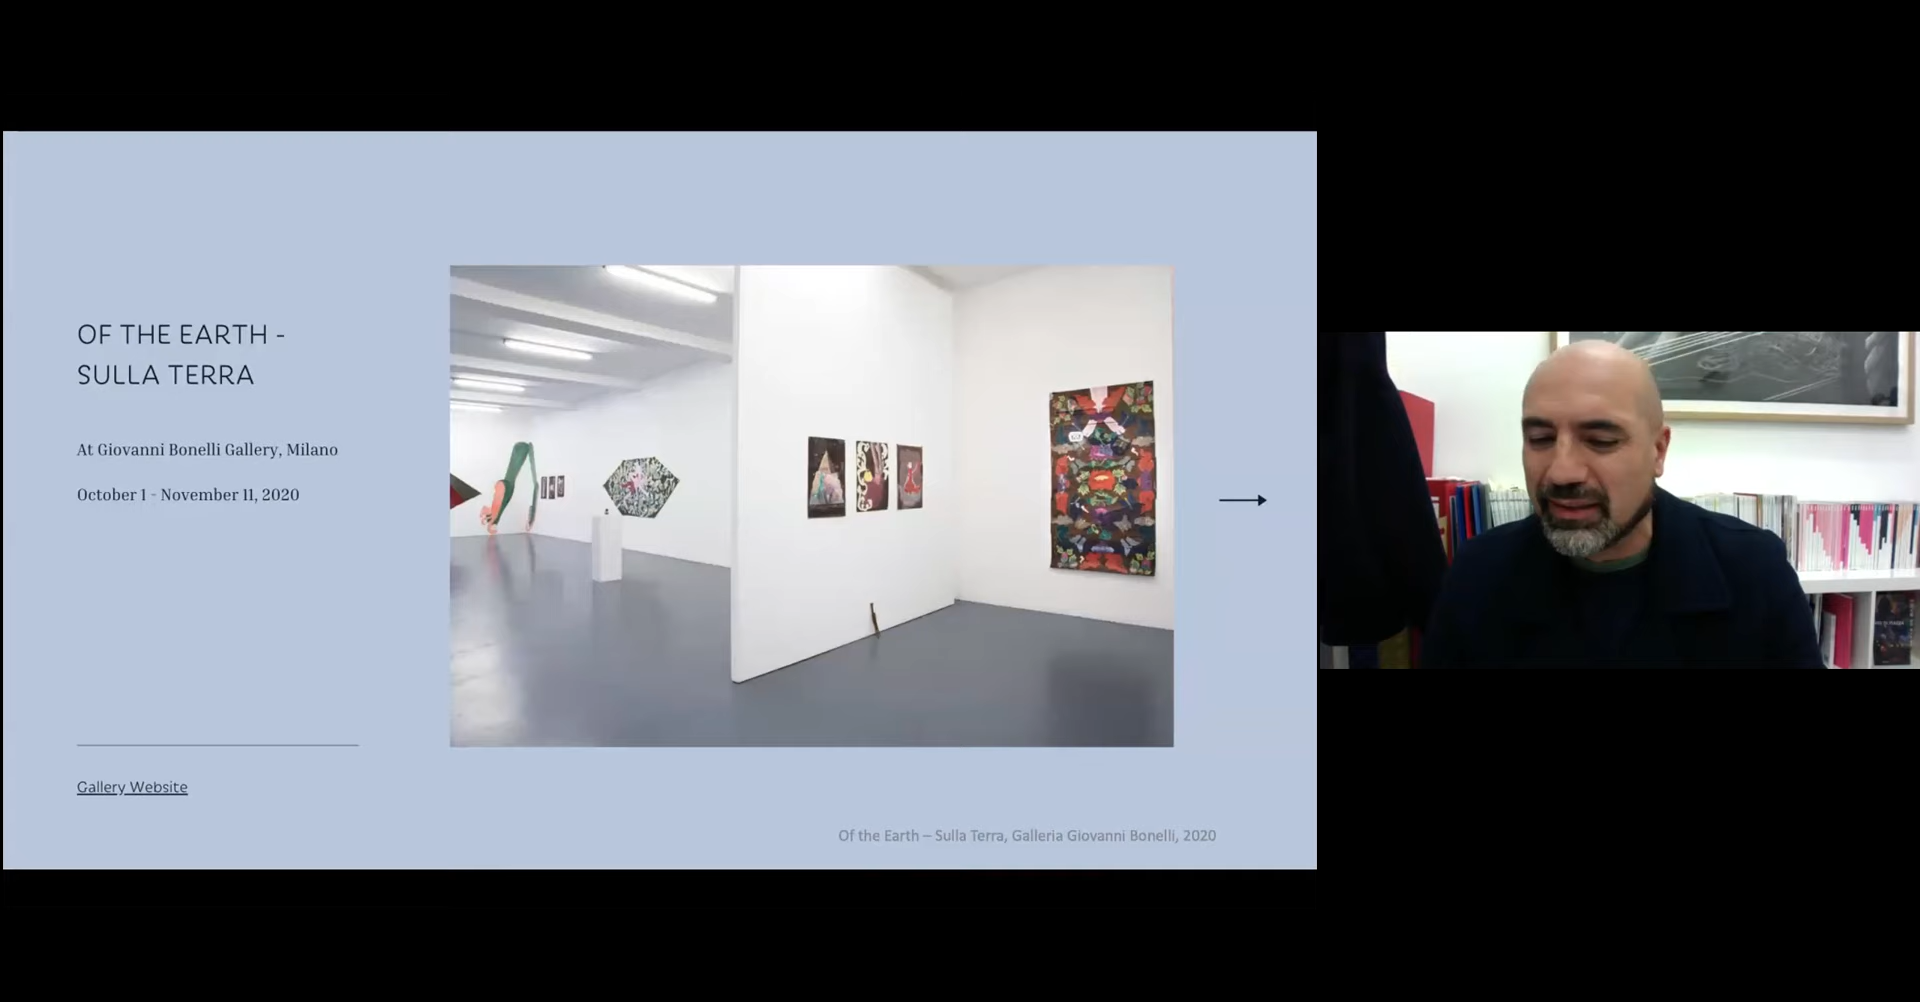 OF THE EARTH -
SULLA TERRA
At Giovanni Bonelli Gallery, Milano
October 1 - November 11, 2020
Gallery Website
Of the Earth – Sulla Terra, Galleria Giovanni Bonelli, 2020